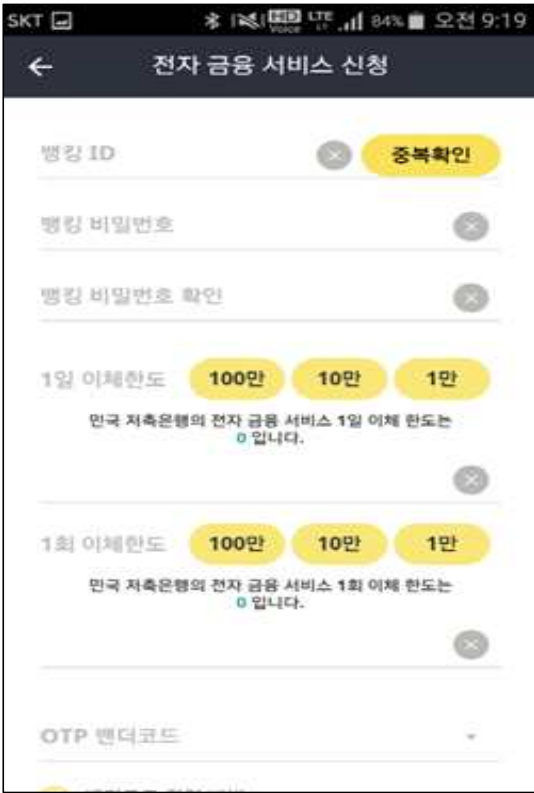 SKT HD Voice LTE 84% 오전 9:19
전자 금융 서비스 신청
뱅킹 ID 중복확인
뱅킹 비밀번호
뱅킹 비밀번호 확인
1일 이체한도 100만 10만 1만
민국 저축은행의 전자 금융 서비스 1일 이체 한도는
0 입니다.
1회 이체한도 100만 10만 1만
민국 저축은행의 전자 금융 서비스 1회 이체 한도는
0 입니다.
OTP 벤더코드